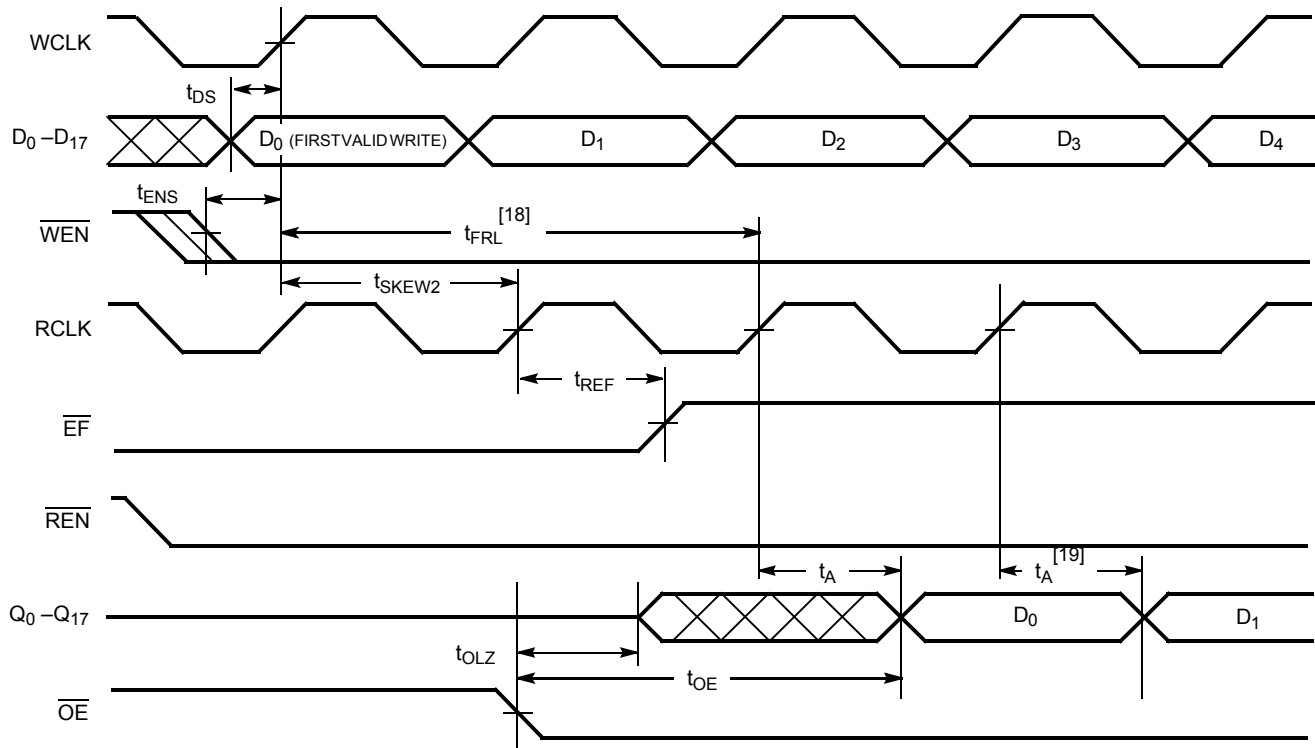 WCLK
tDS
D0 –D17
D0 (FIRSTVALID WRITE)
D1
D2
D3
D4
tENS
WEN
tFRL [18]
tSKEW2
RCLK
tREF
EF
REN
tA
tA [19]
Q0 –Q17
D0
D1
tOLZ
tOE
OE